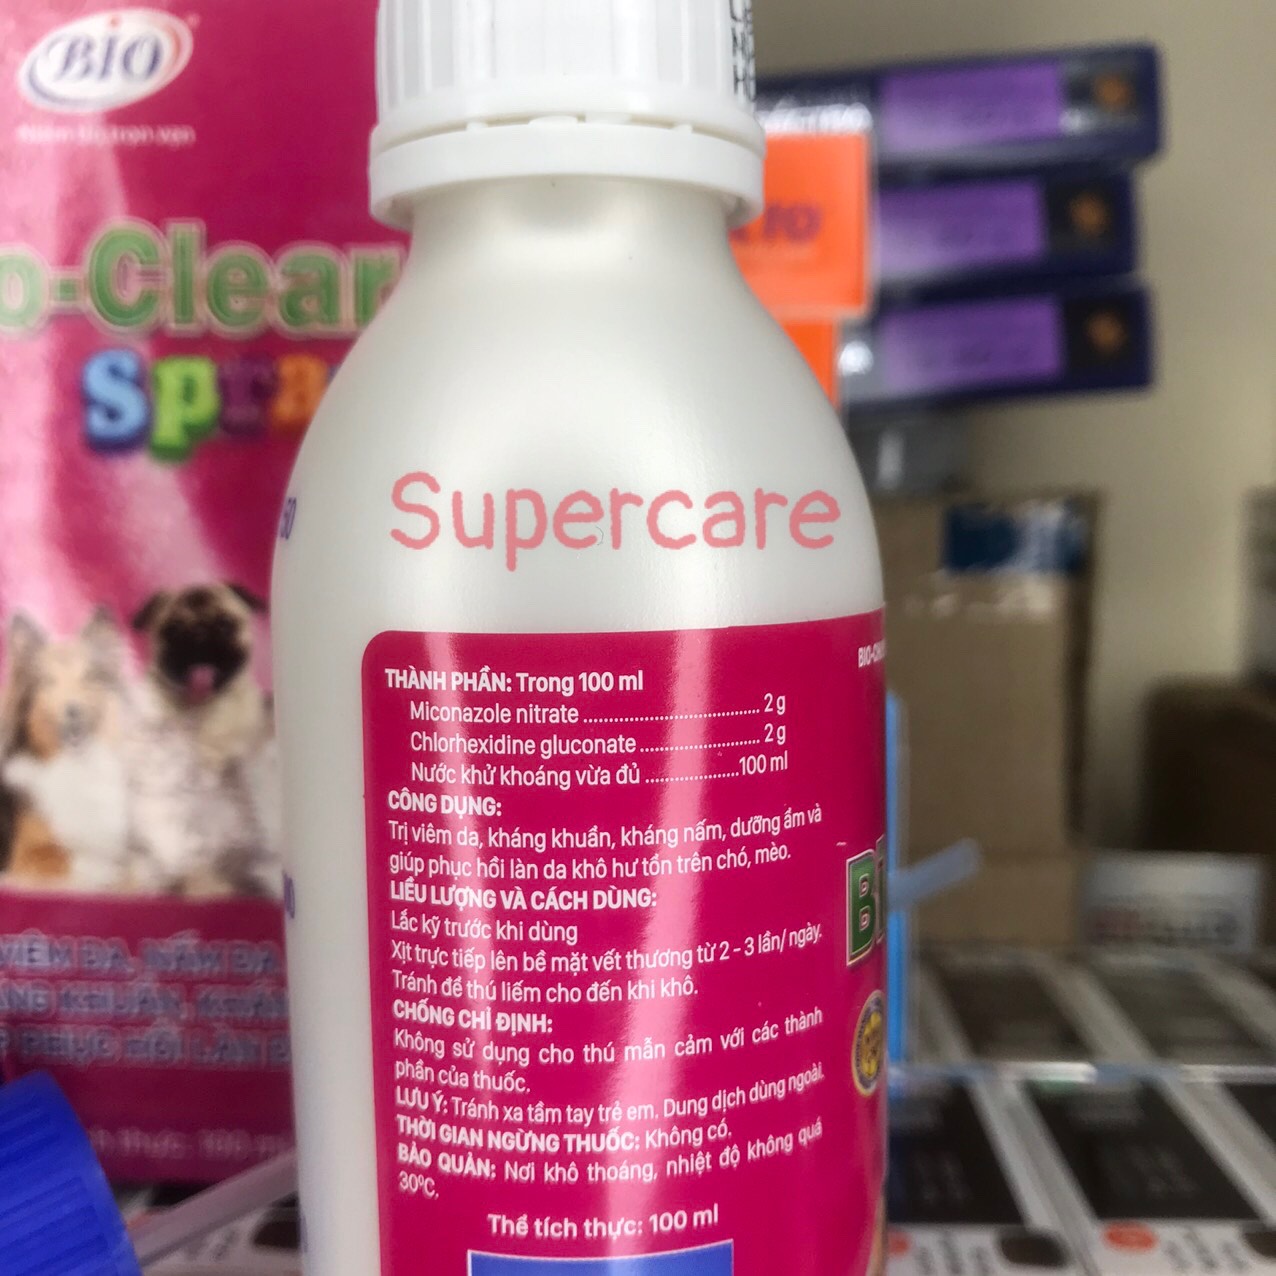 BIO
o-Clear
Spra
Supercare
THÀNH PHẦN: Trong 100 ml
Miconazole nitrate .................................. 2 g
Chlorhexidine gluconate ....................... 2 g
Nước khử khoáng vừa đủ ..................100 ml
CÔNG DỤNG:
Trị viêm da, kháng khuẩn, kháng nấm, dưỡng ẩm và
giúp phục hồi làn da khô hư tổn trên chó, mèo.
LIỀU LƯỢNG VÀ CÁCH DÙNG:
Lắc kỹ trước khi dùng
Xịt trực tiếp lên bề mặt vết thương từ 2 - 3 lần/ ngày.
Tránh để thú liếm cho đến khi khô.
CHỐNG CHỈ ĐỊNH:
Không sử dụng cho thú mẫn cảm với các thành
phần của thuốc.
LƯU Ý: Tránh xa tầm tay trẻ em. Dung dịch dùng ngoài.
THỜI GIAN NGỪNG THUỐC: Không có.
BẢO QUẢN: Nơi khô thoáng, nhiệt độ không quá
30°C.
Thể tích thực: 100 ml